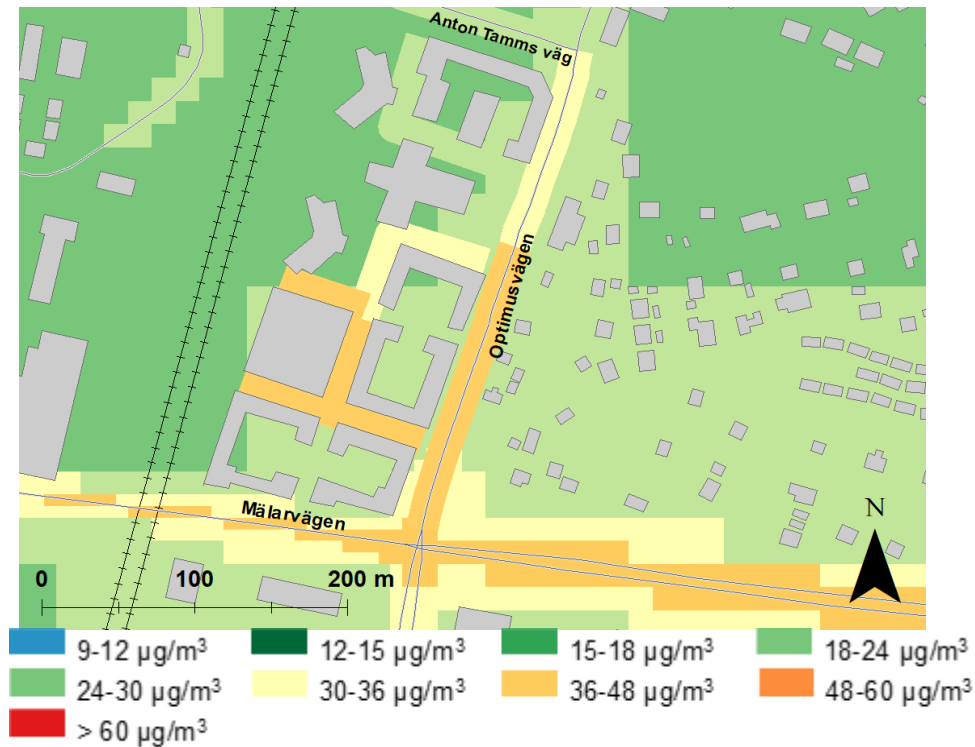 Anton Tamms väg
Optimusvägen
Mälarvägen
N
0 100 200 m
9-12 µg/m³ 12-15 µg/m³ 15-18 µg/m³ 18-24 µg/m³
24-30 µg/m³ 30-36 µg/m³ 36-48 µg/m³ 48-60 µg/m³
> 60 µg/m³